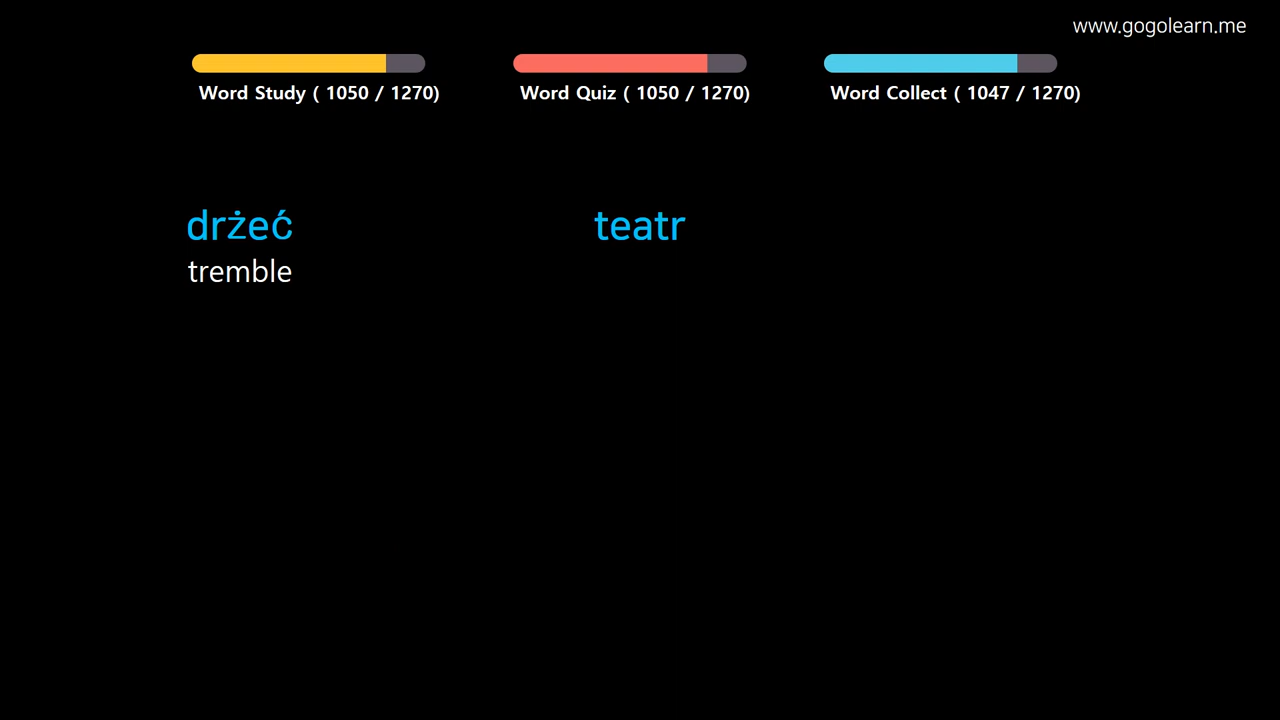 www.gogolearn.me
Word Study ( 1050 / 1270)
Word Quiz ( 1050 / 1270)
Word Collect ( 1047 / 1270)
drżeć
teatr
tremble